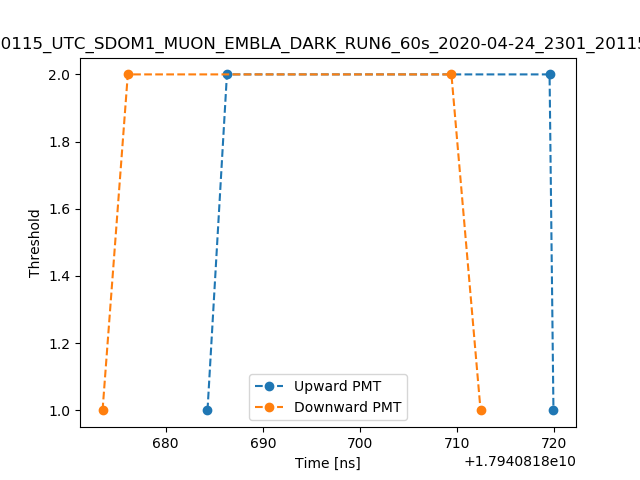 0115_UTC_SDOM1_MUON_EMBLA_DARK_RUN6_60s_2020-04-24_2301_20115
2.0
1.8
1.6
1.4
1.2
1.0
Threshold
Upward PMT
Downward PMT
680 690 700 710 720
Time [ns]
+1.7940818e10